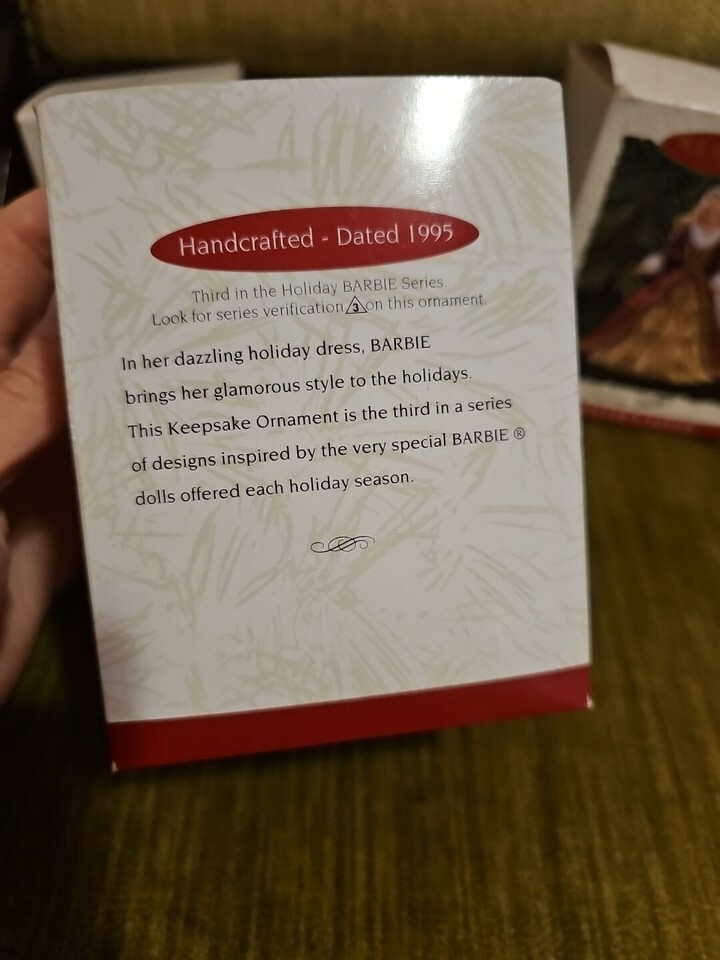 Handcrafted - Dated 1995
Third in the Holiday BARBIE Series.
Look for series verification 3 on this ornament.
In her dazzling holiday dress, BARBIE
brings her glamorous style to the holidays.
This Keepsake Ornament is the third in a series
of designs inspired by the very special BARBIE ®
dolls offered each holiday season.